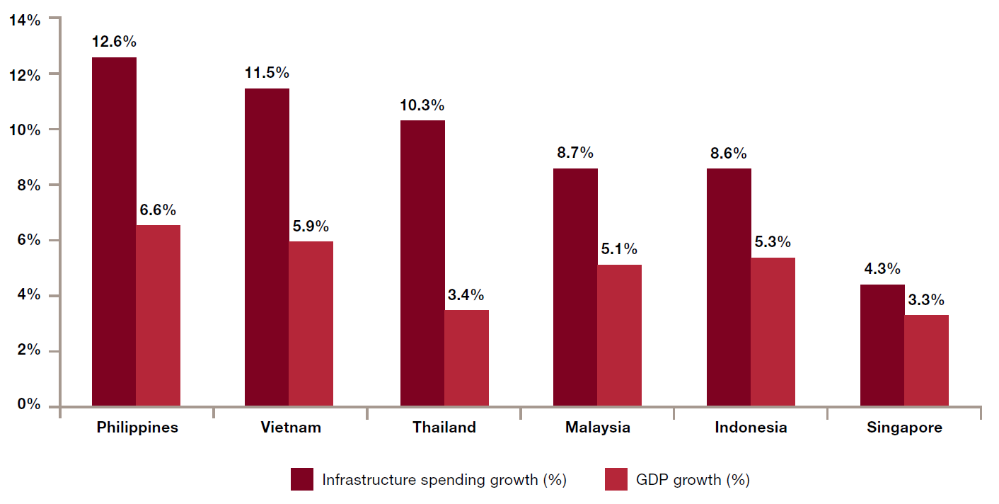 14%
12%
10%
8%
6%
4%
2%
0%
12.6%
6.6%
11.5%
5.9%
10.3%
3.4%
8.7%
5.1%
8.6%
5.3%
4.3%
3.3%
Philippines
Vietnam
Thailand
Malaysia
Indonesia
Singapore
Infrastructure spending growth (%)
GDP growth (%)